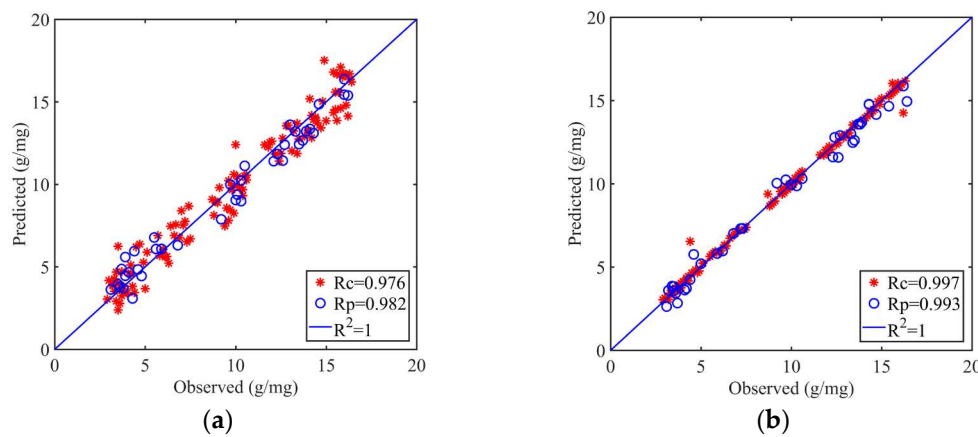 20
15
10
5
0
Predicted (g/mg)
Rc=0.976
Rp=0.982
R²=1
0 5 10 15 20
Observed (g/mg)
(a)
20
15
10
5
0
Predicted (g/mg)
Rc=0.997
Rp=0.993
R²=1
0 5 10 15 20
Observed (g/mg)
(b)